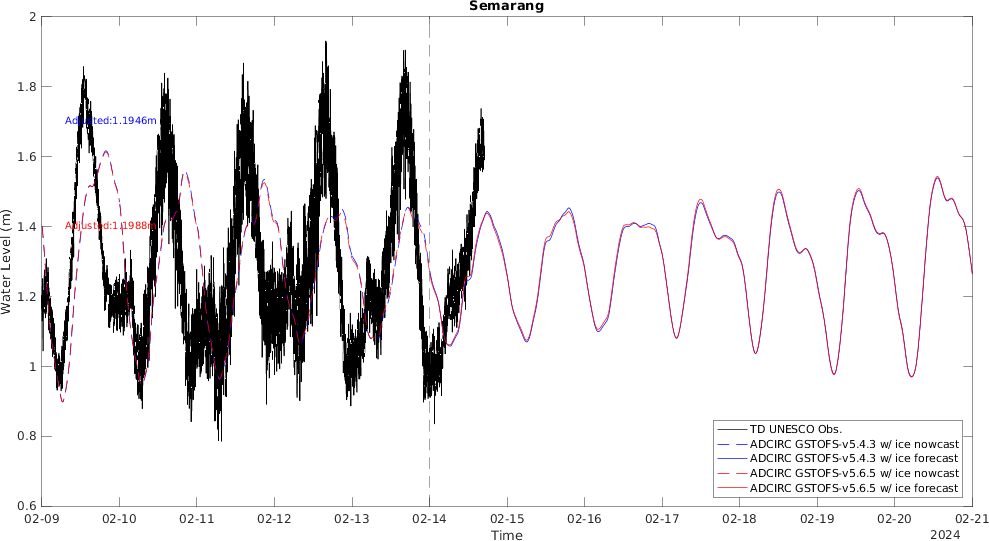 Semarang
2
1.8
1.6
1.4
1.2
1
0.8
0.6
Water Level (m)
Adjusted:1.1946m
Adjusted:1.1988m
TD UNESCO Obs.
ADCIRC GSTOFS-v5.4.3 w/ ice nowcast
ADCIRC GSTOFS-v5.4.3 w/ ice forecast
ADCIRC GSTOFS-v5.6.5 w/ ice nowcast
ADCIRC GSTOFS-v5.6.5 w/ ice forecast
02-09 02-10 02-11 02-12 02-13 02-14 02-15 02-16 02-17 02-18 02-19 02-20 02-21
Time
2024